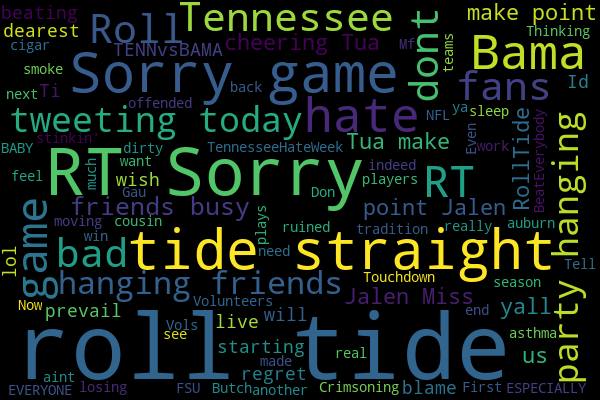 beating
Roll
Tennessee
make point
dearest
cigar
TENNvsBAMA
cheering Tua
dont
Thinking
Sorry game
Bama
teams
smoke
Mf
next
Ti
offended
back
fans
Id
tweeting today
hate
NFL
ya
sleep
stinkin'
BABY
dirty
TennesseeHateWeek
Tua make
Even
work
RT Sorry
feel
much
want
wish
Gau
indeed
players
Don
RT
RollTide
BeatEverybody
party hanging
game
friends busy
point Jalen
moving
cousin
plays
ruined
tradition
really
auburn
lol
win
bad
tide straight
need
Tell
hanging friends
Touchdown
season
Now
prevail
Volunteers
Jalen Miss
yall
Vols
live
will
end
see
starting
real
asthma
roll tide
made
regret
us
aint
EVERYONE
losing
FSU
Butch
another
Crimsoning
blame
First
ESPECIALLY